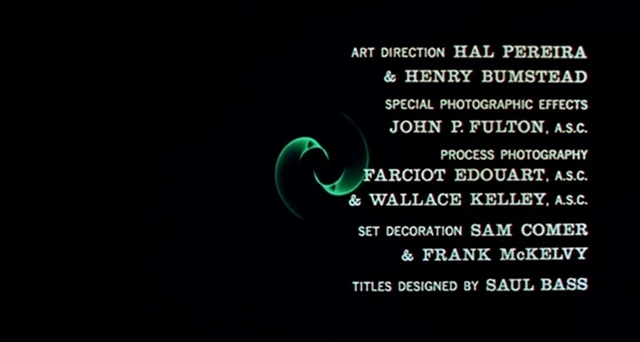 ART DIRECTION HAL PEREIRA
& HENRY BUMSTEAD
SPECIAL PHOTOGRAPHIC EFFECTS
JOHN P. FULTON, A.S.C.
PROCESS PHOTOGRAPHY
FARCIOT EDOUART, A.S.C.
& WALLACE KELLEY, A.S.C.
SET DECORATION SAM COMER
& FRANK McKELVY
TITLES DESIGNED BY SAUL BASS